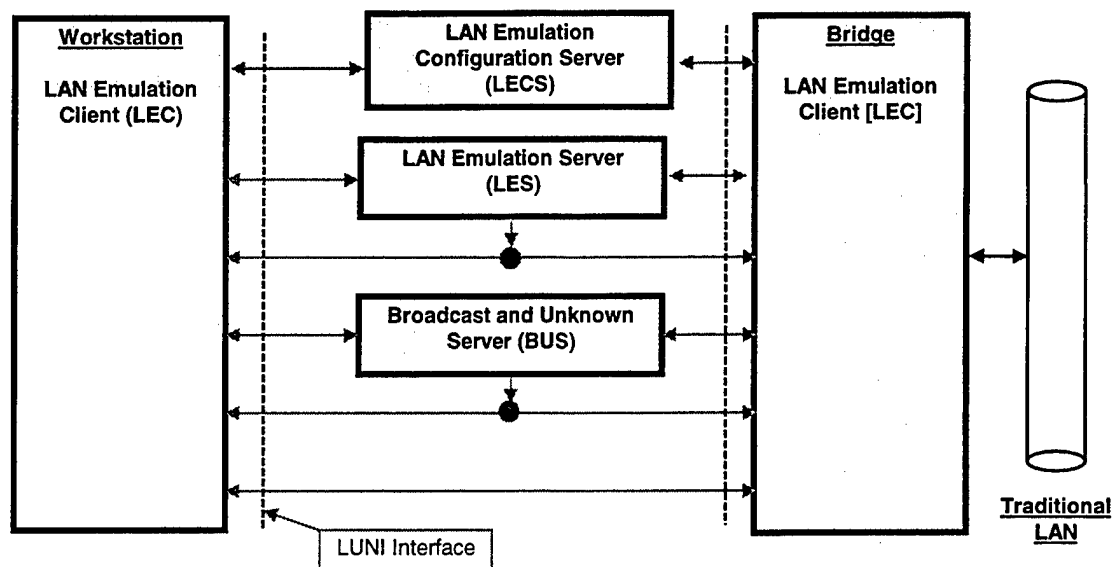 Workstation
LAN Emulation
Client (LEC)
LAN Emulation
Configuration Server
(LECS)
Bridge
LAN Emulation
Client [LEC]
LAN Emulation Server
(LES)
Broadcast and Unknown
Server (BUS)
LUNI Interface
Traditional
LAN